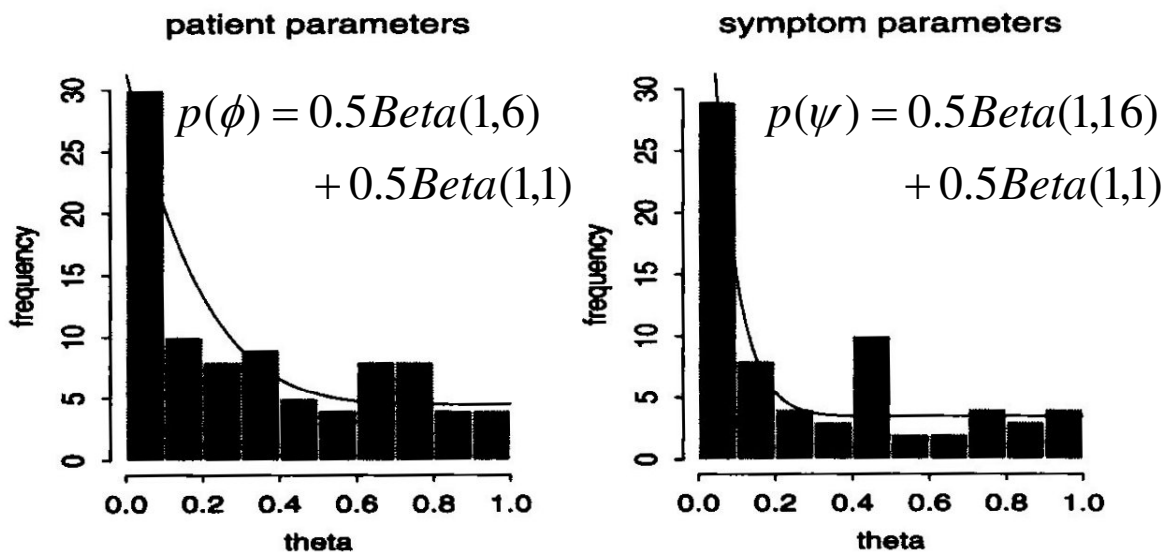 patient parameters
30
25
20
15
10
5
0
frequency
p(ϕ) = 0.5Beta(1,6)
+ 0.5Beta(1,1)
0.0 0.2 0.4 0.6 0.8 1.0
theta
symptom parameters
30
25
20
15
10
5
0
frequency
p(ψ) = 0.5Beta(1,16)
+ 0.5Beta(1,1)
0.0 0.2 0.4 0.6 0.8 1.0
theta